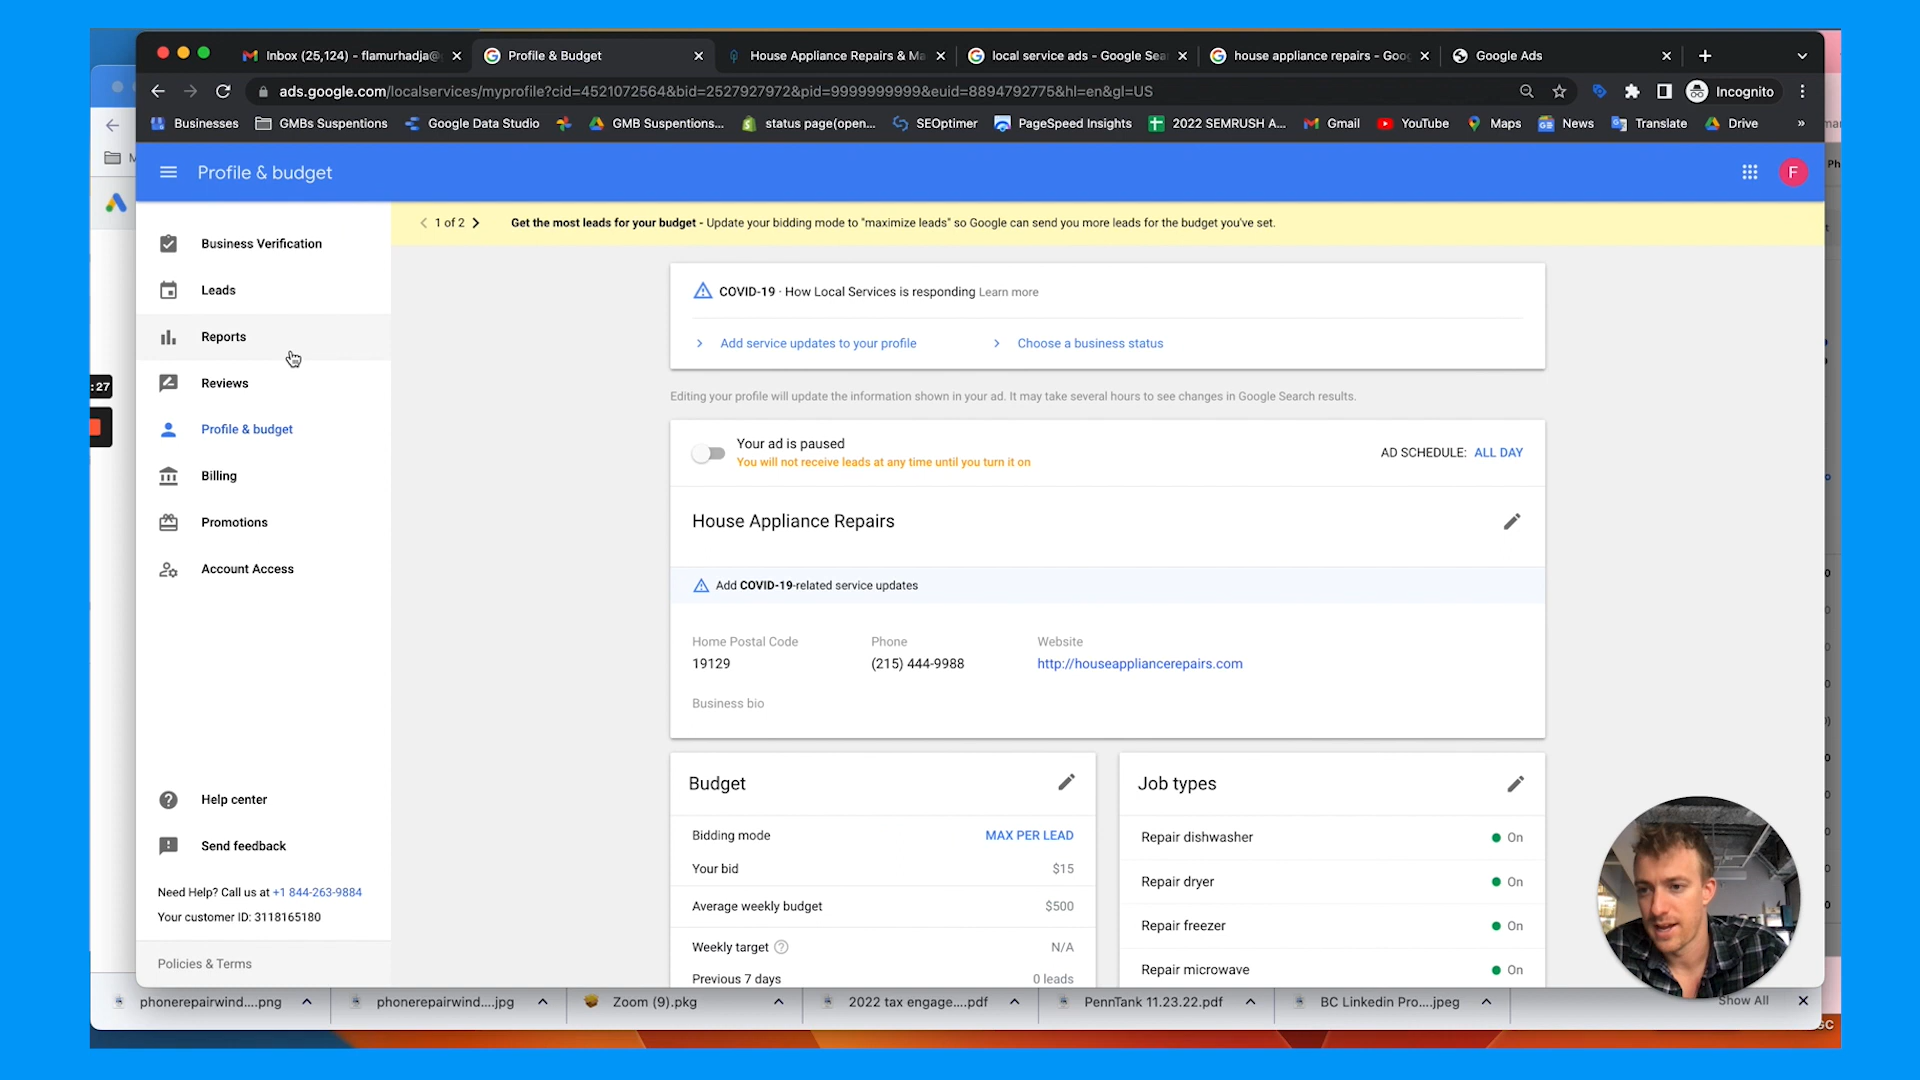 Inbox (25,124) - flamurhadja@
Profile & Budget
House Appliance Repairs & Ma
local service ads - Google Sea
house appliance repairs - Goo
Google Ads
ads.google.com/localservices/myprofile?cid=4521072564&bid=2527927972&pid=9999999999&euid=8894792775&hl=en&gl=US
Incognito
Businesses
GMBs Suspentions
Google Data Studio
GMB Suspentions...
status page(open...
SEOptimer
PageSpeed Insights
2022 SEMRUSH A...
Gmail
YouTube
Maps
News
Translate
Drive
»
Profile & budget
F
Business Verification
Leads
Reports
Reviews
Profile & budget
Billing
Promotions
Account Access
Help center
Send feedback
Need Help? Call us at +1 844-263-9884
Your customer ID: 3118165180
Policies & Terms
:27
1 of 2
Get the most leads for your budget - Update your bidding mode to "maximize leads" so Google can send you more leads for the budget you've set.
COVID-19 · How Local Services is responding Learn more
Add service updates to your profile
Choose a business status
Editing your profile will update the information shown in your ad. It may take several hours to see changes in Google Search results.
Your ad is paused
You will not receive leads at any time until you turn it on
AD SCHEDULE: ALL DAY
House Appliance Repairs
Add COVID-19-related service updates
Home Postal Code
19129
Phone
(215) 444-9988
Website
http://houseappliancerepairs.com
Business bio
Budget
Bidding mode MAX PER LEAD
Your bid $15
Average weekly budget $500
Weekly target N/A
Previous 7 days 0 leads
Job types
Repair dishwasher On
Repair dryer On
Repair freezer On
Repair microwave On
phonerepairwind....png
phonerepairwind....jpg
Zoom (9).pkg
2022 tax engage....pdf
PennTank 11.23.22.pdf
BC Linkedin Pro....jpeg
Show All